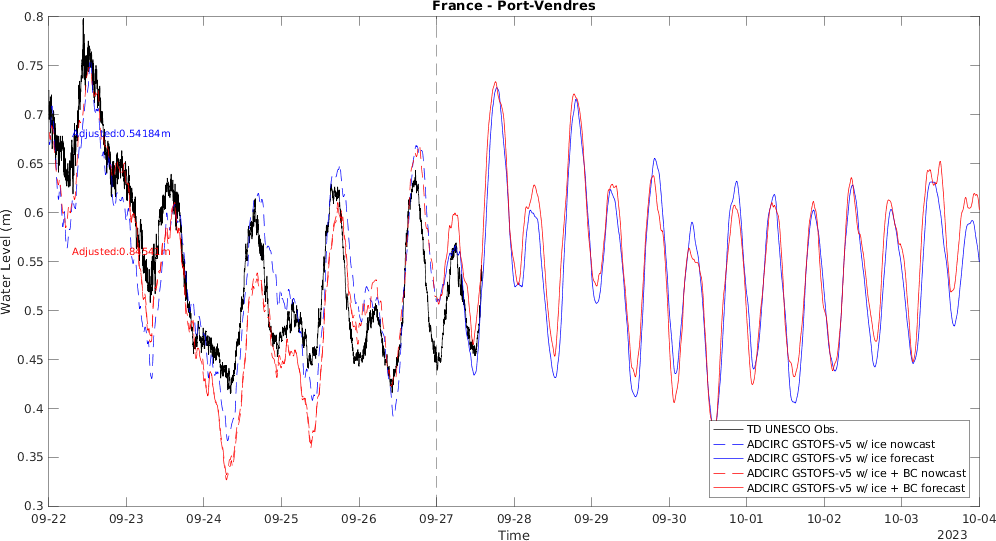 France - Port-Vendres
0.8
0.75
0.7
0.65
0.6
0.55
0.5
0.45
0.4
0.35
0.3
Water Level (m)
Adjusted:0.54184m
TD UNESCO Obs.
ADCIRC GSTOFS-v5 w/ ice nowcast
ADCIRC GSTOFS-v5 w/ ice forecast
ADCIRC GSTOFS-v5 w/ ice + BC nowcast
ADCIRC GSTOFS-v5 w/ ice + BC forecast
09-22 09-23 09-24 09-25 09-26 09-27 09-28 09-29 09-30 10-01 10-02 10-03 10-04
Time
2023